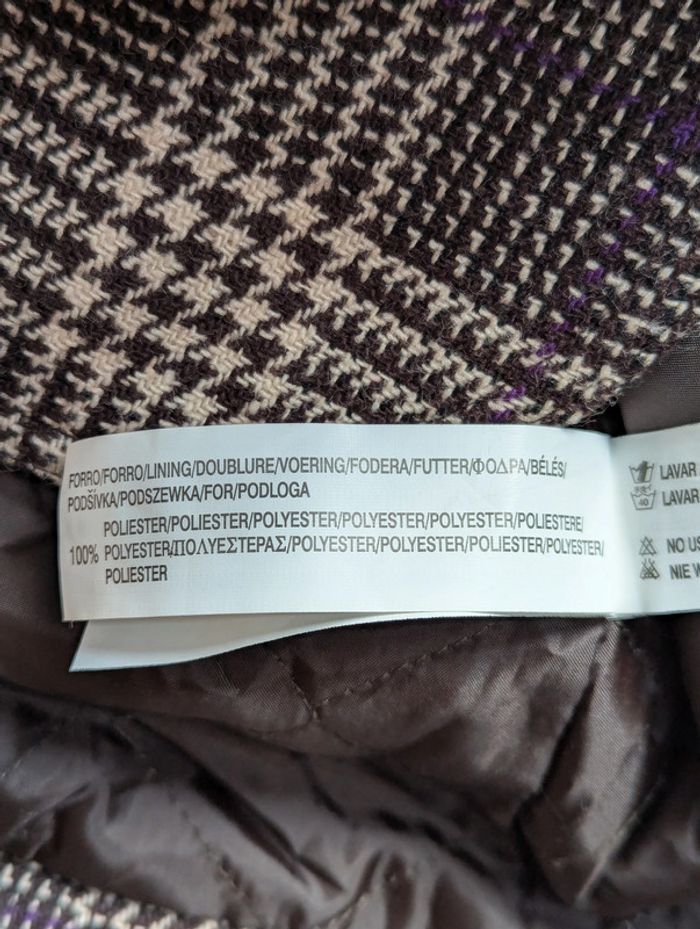 FORRO/FORRO/LINING/DOUBLURE/VOERING/FODERA/FUTTER/ΦΟΔΡΑ/BÉLÉS/
PODŠÍVKA/PODSZEWKA/FOR/PODLOGA
POLIESTER/POLIESTER/POLYESTER/POLYESTER/POLYESTER/POLIESTERE/
100% POLYESTER/ΠΟΛΥΕΣΤΕΡΑΣ/POLYESTER/POLYESTER/POLIESTER/POLYESTER/
POLIESTER
LAVAR
40 LAVAR
NO US
NIE W